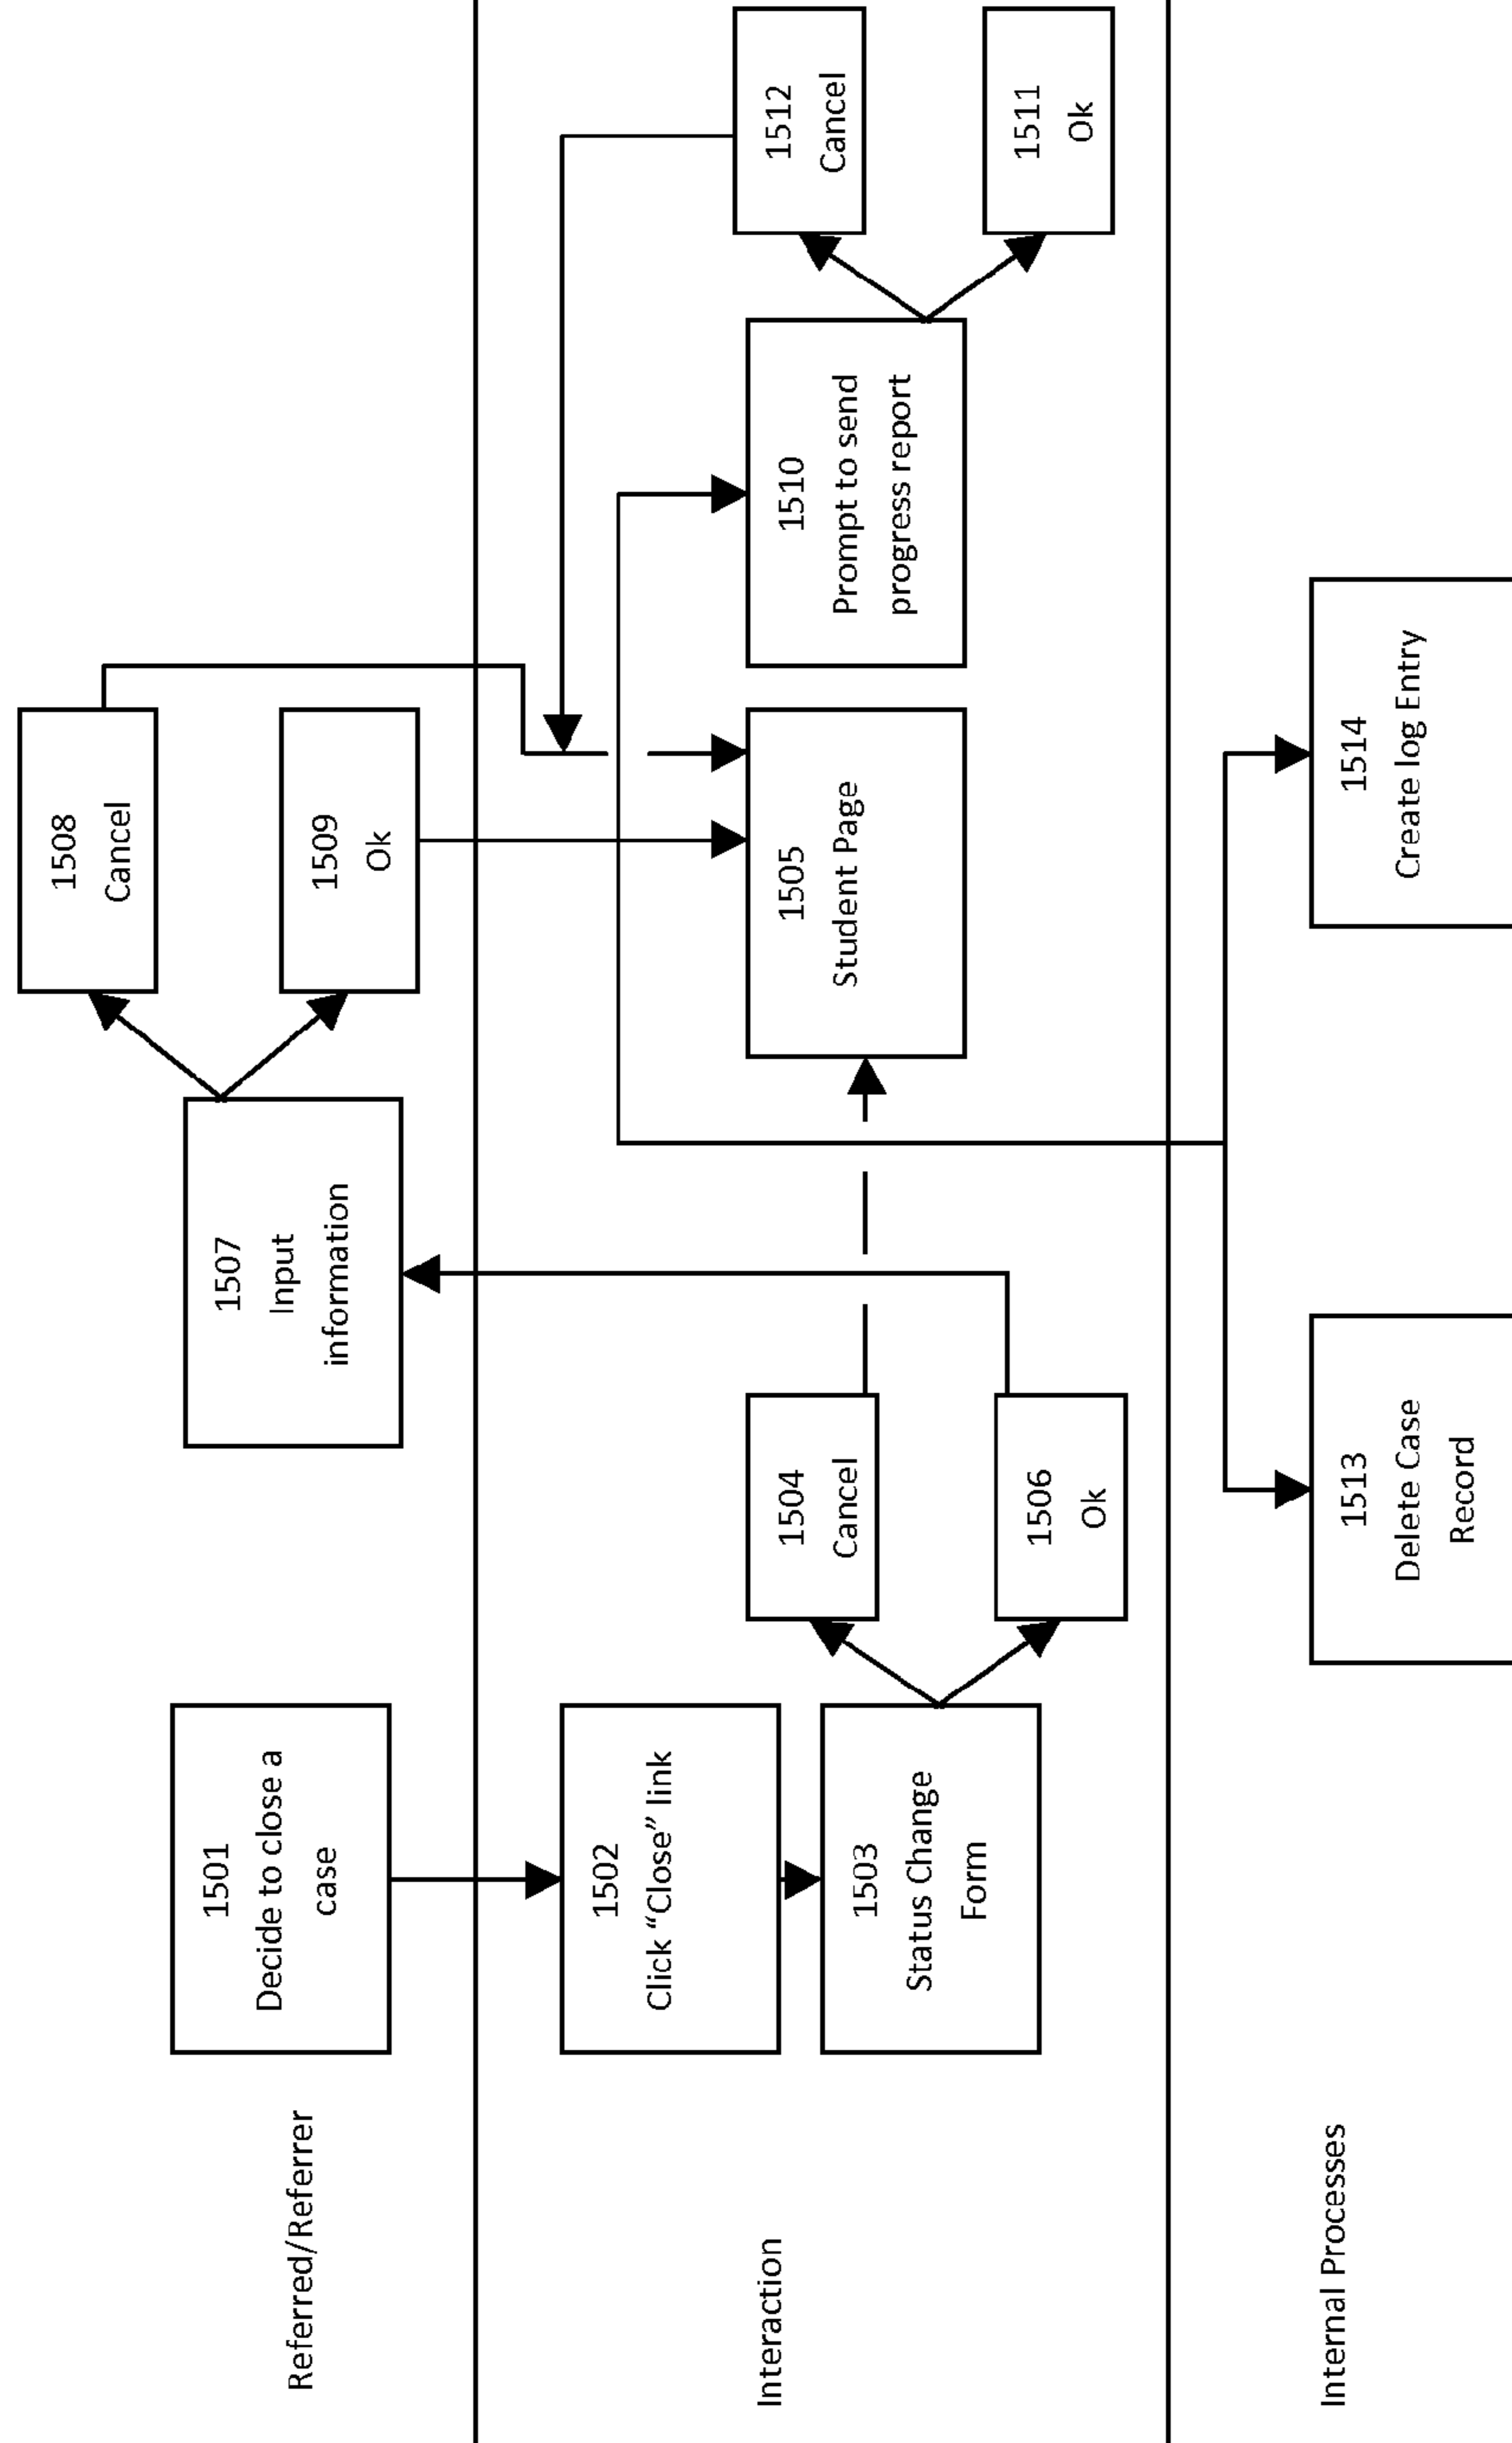 Referred/Referrer
1501
Decide to close a
case
1507
Input
information
1508
Cancel
1509
Ok
Interaction
1502
Click “Close” link
1503
Status Change
Form
1504
Cancel
1506
Ok
1505
Student Page
1510
Prompt to send
progress report
1512
Cancel
1511
Ok
Internal Processes
1513
Delete Case
Record
1514
Create log Entry